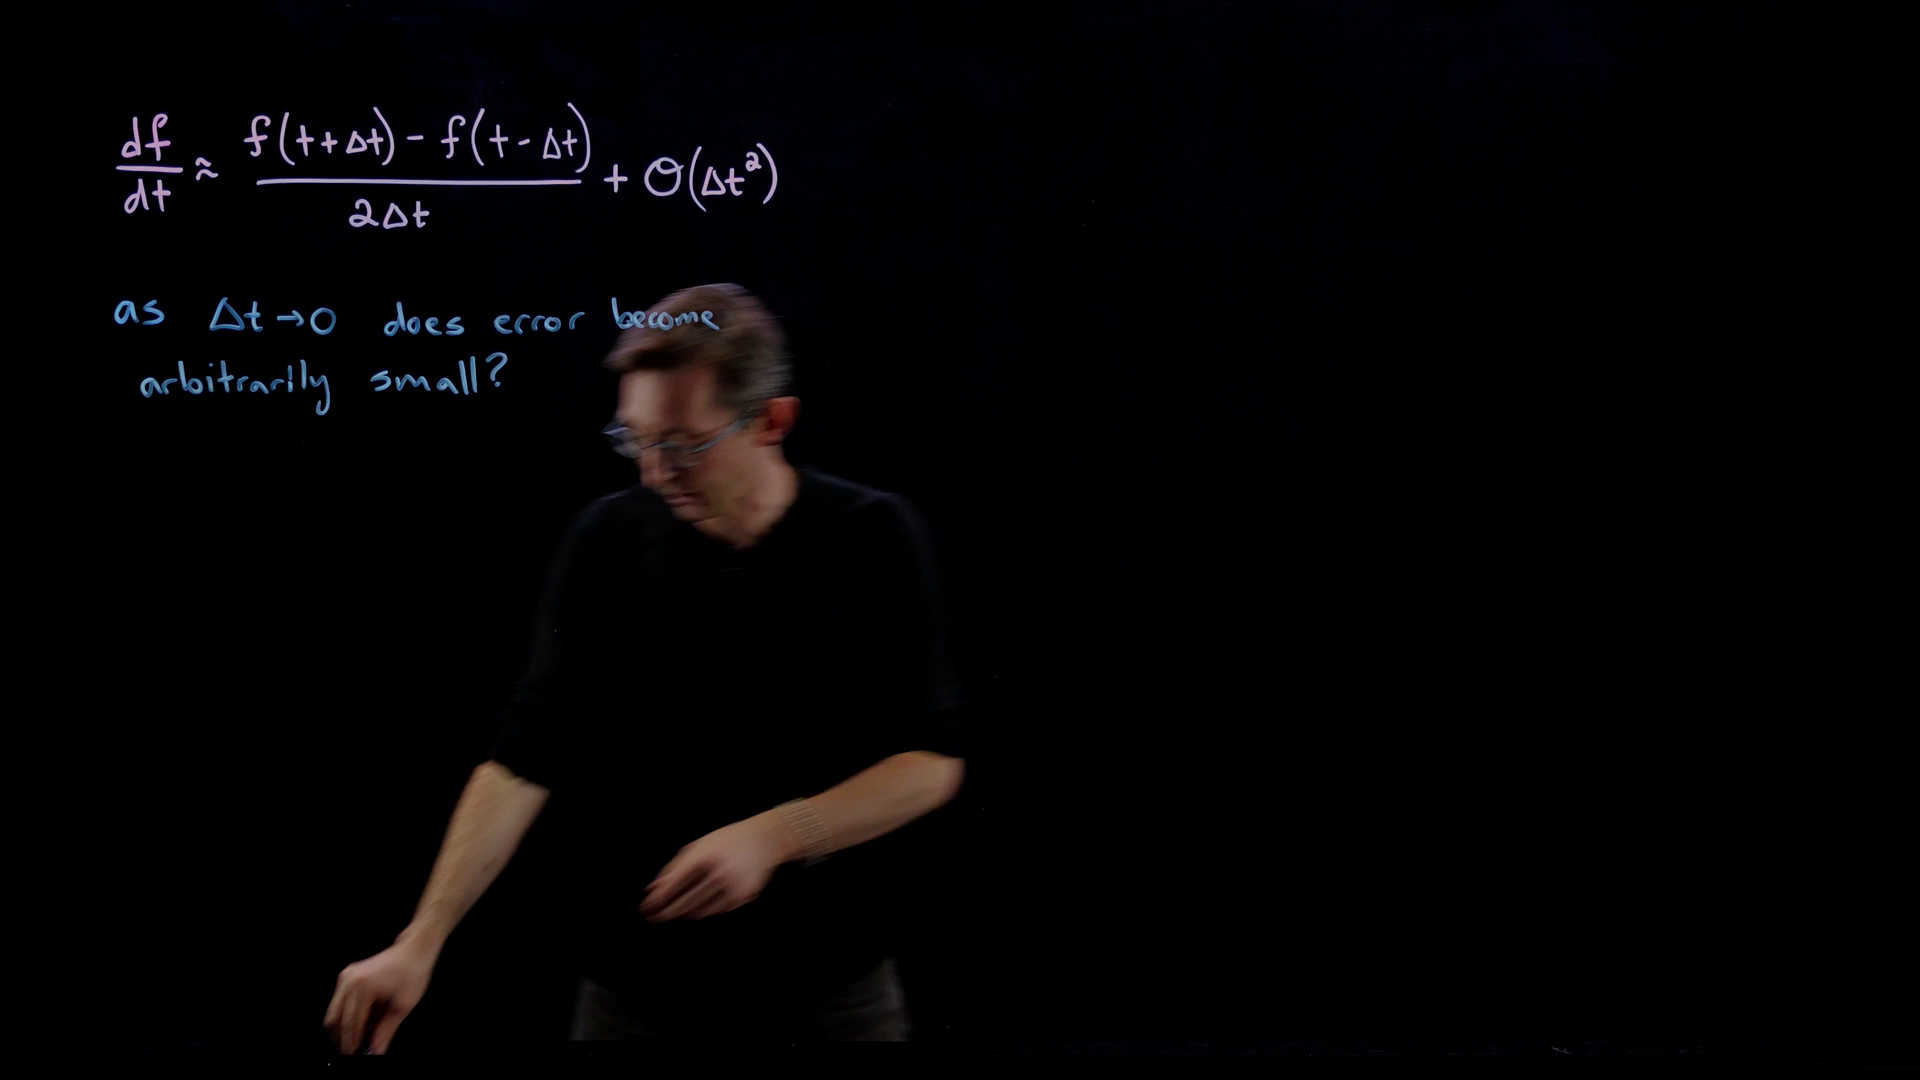 df/dt ≈ f(t+Δt) - f(t-Δt) / 2Δt + O(Δt²)
as Δt→0 does error become
arbitrarily small?